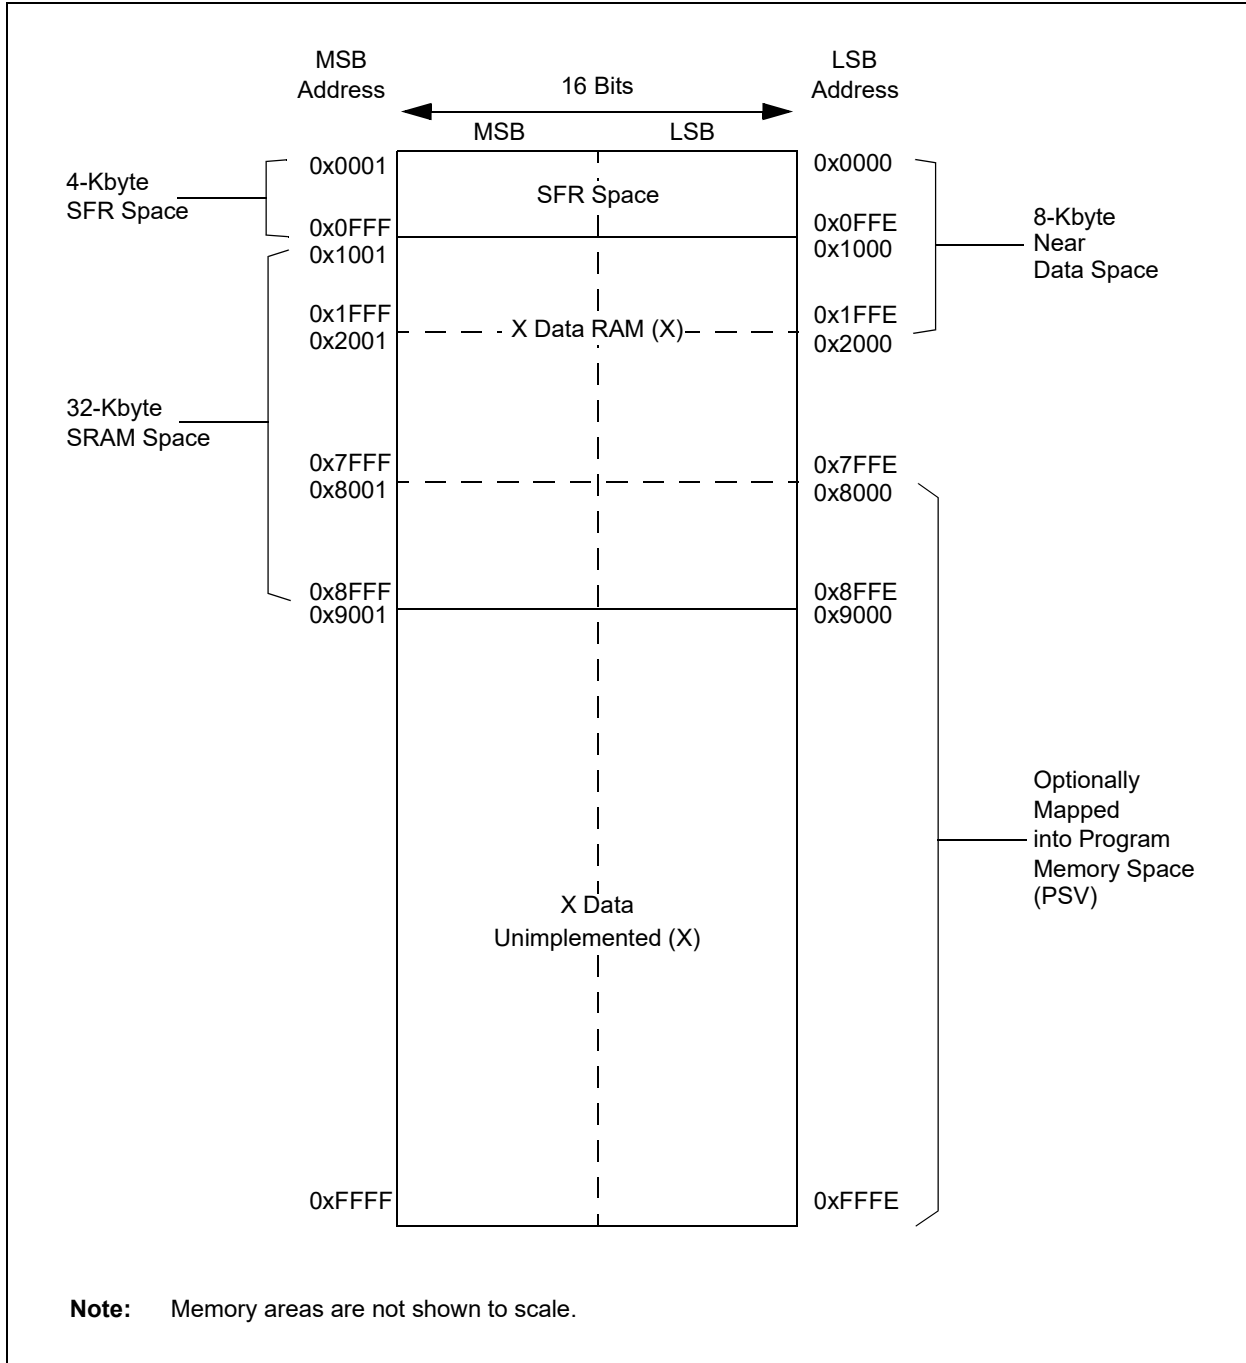 MSB
Address
LSB
Address
16 Bits
MSB
LSB
0x0001
0x0000
4-Kbyte
SFR Space
SFR Space
0x0FFF
0x0FFE
0x1001
0x1000
8-Kbyte
Near
Data Space
0x1FFF
0x1FFE
X Data RAM (X)
0x2001
0x2000
32-Kbyte
SRAM Space
0x7FFF
0x7FFE
0x8001
0x8000
0x8FFF
0x8FFE
0x9001
0x9000
Optionally
Mapped
into Program
Memory Space
(PSV)
X Data
Unimplemented (X)
0xFFFF
0xFFFE
Note: Memory areas are not shown to scale.